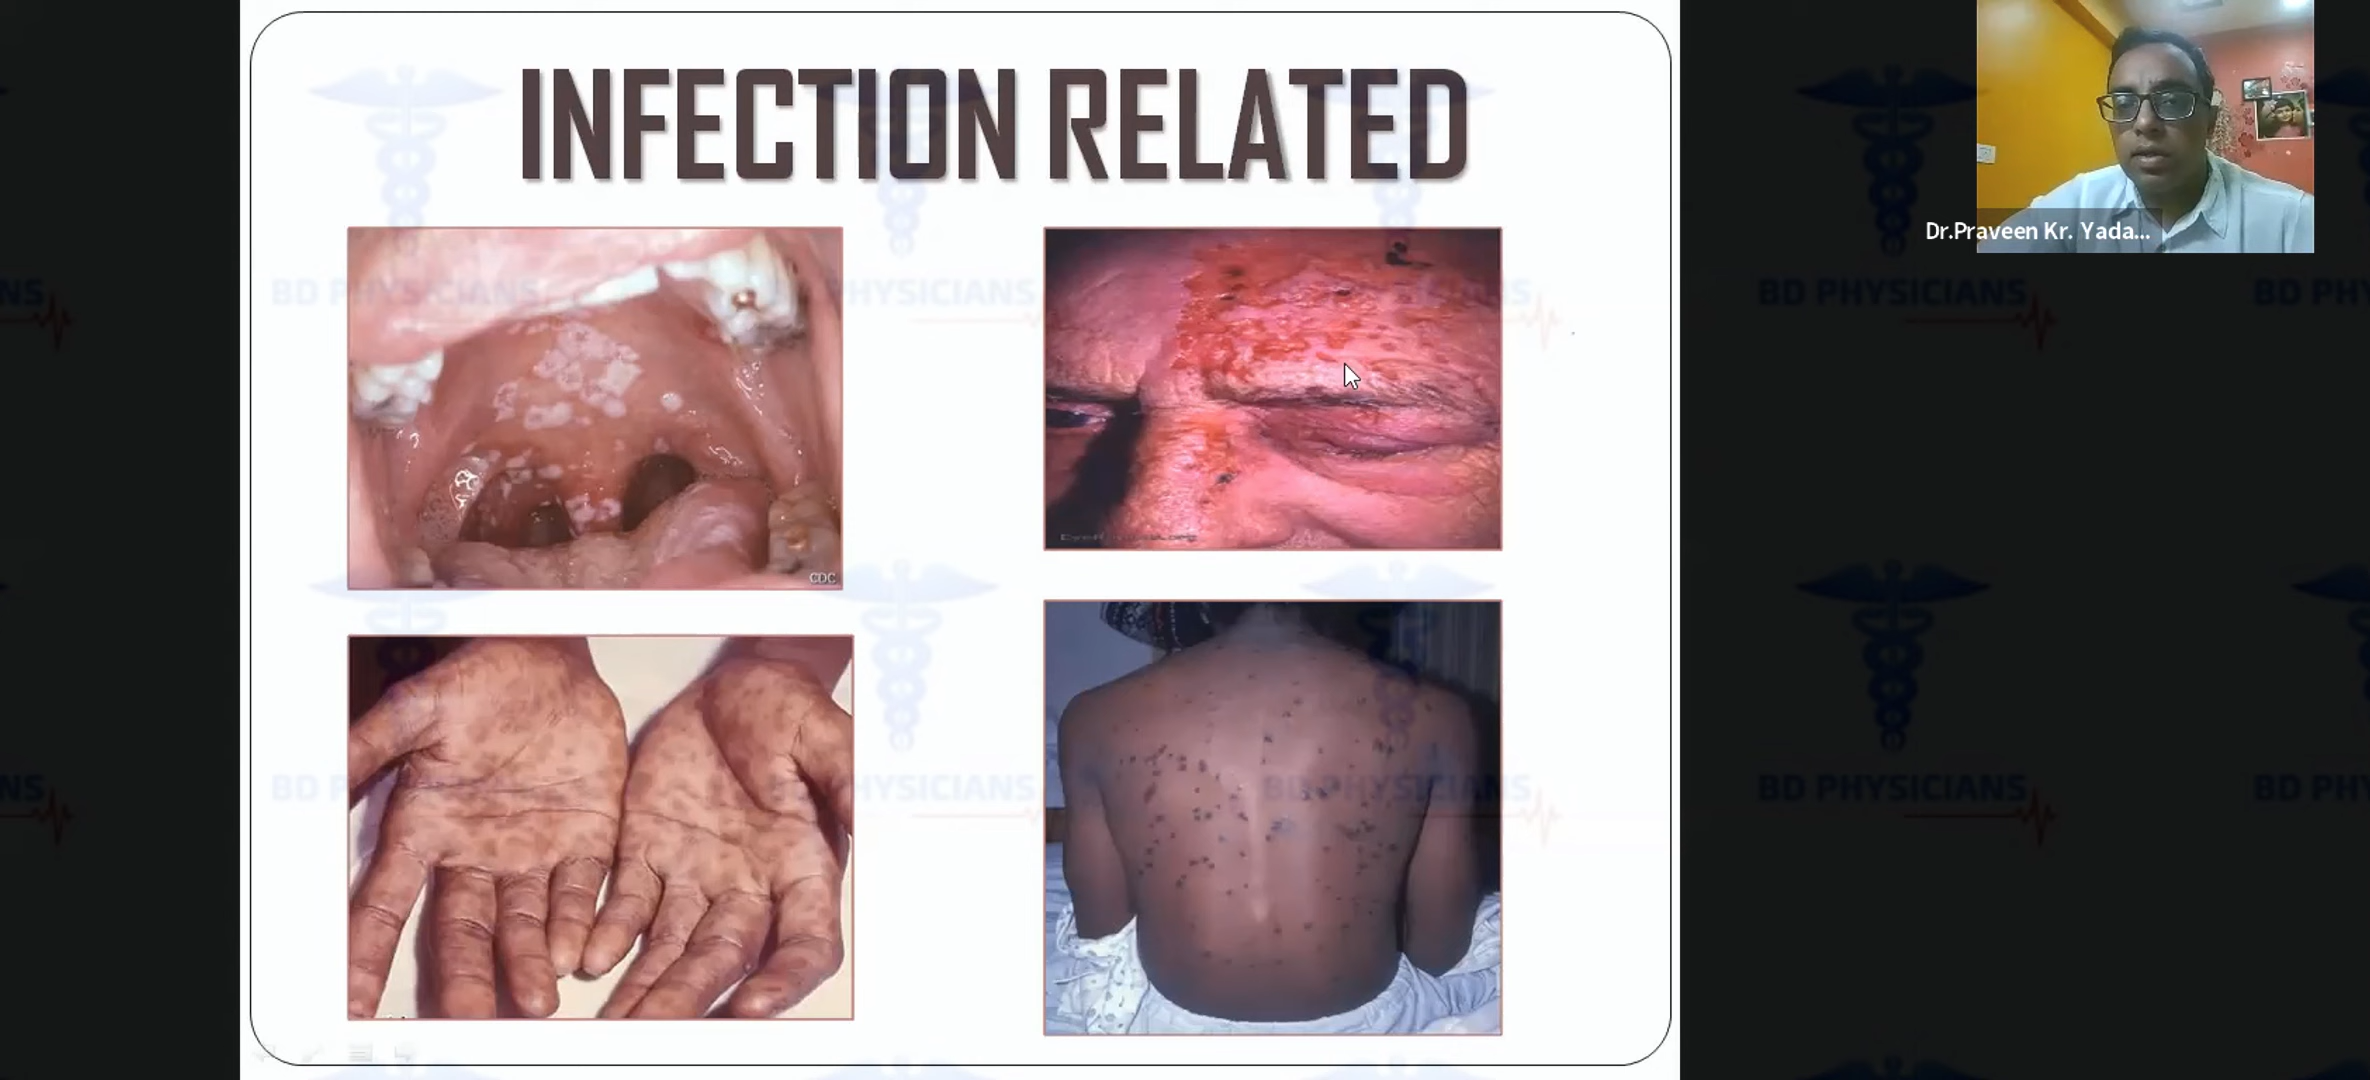 INFECTION RELATED
Dr.Praveen Kr. Yada...
BD PHYSICIANS
CDC